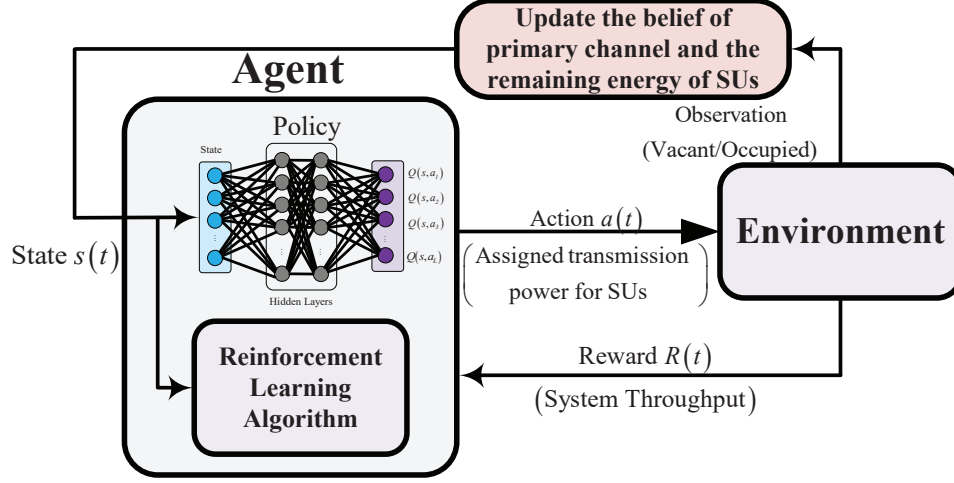 Update the belief of
primary channel and the
remaining energy of SUs
Agent
Observation
(Vacant/Occupied)
Policy
State
Q(s,a₁)
Q(s,a₂)
Q(s,a₃)
Q(s,a_L)
Hidden Layers
State s(t)
Action a(t)
(Assigned transmission
power for SUs)
Environment
Reinforcement
Learning
Algorithm
Reward R(t)
(System Throughput)